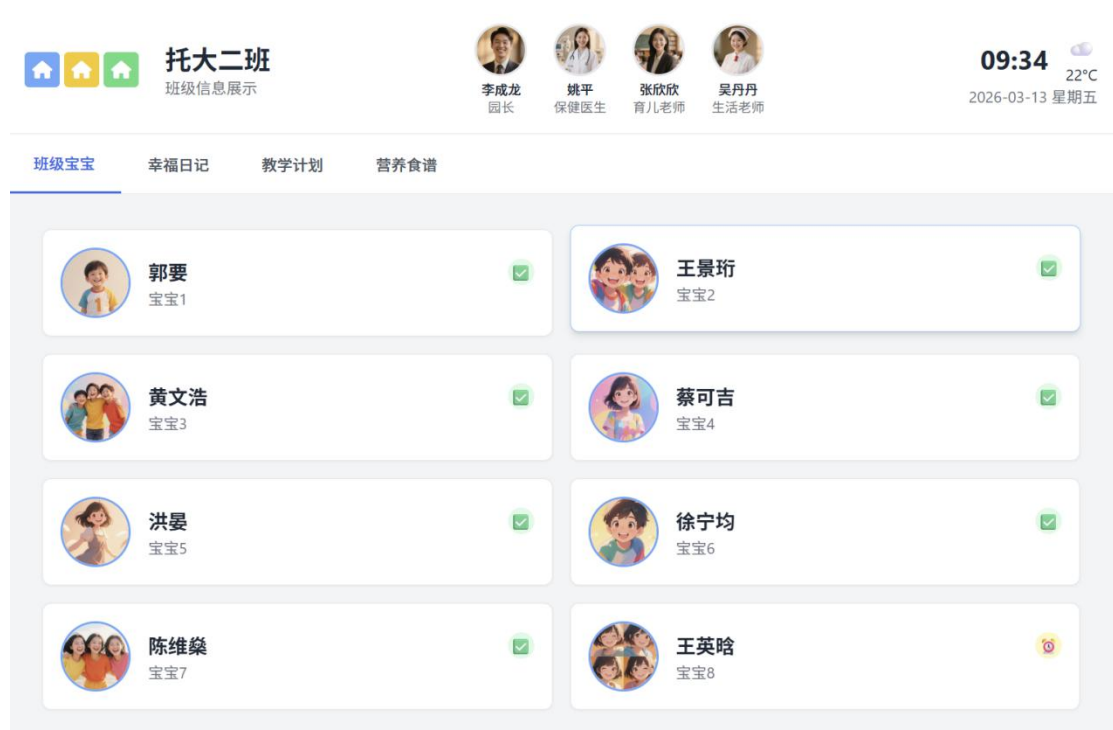 托大二班
班级信息展示
李成龙
园长
姚平
保健医生
张欣欣
育儿老师
吴丹丹
生活老师
09:34
22°C
2026-03-13 星期五
班级宝宝 幸福日记 教学计划 营养食谱
郭要
宝宝1
王景珩
宝宝2
黄文浩
宝宝3
蔡可吉
宝宝4
洪晏
宝宝5
徐宁均
宝宝6
陈维燊
宝宝7
王英晗
宝宝8